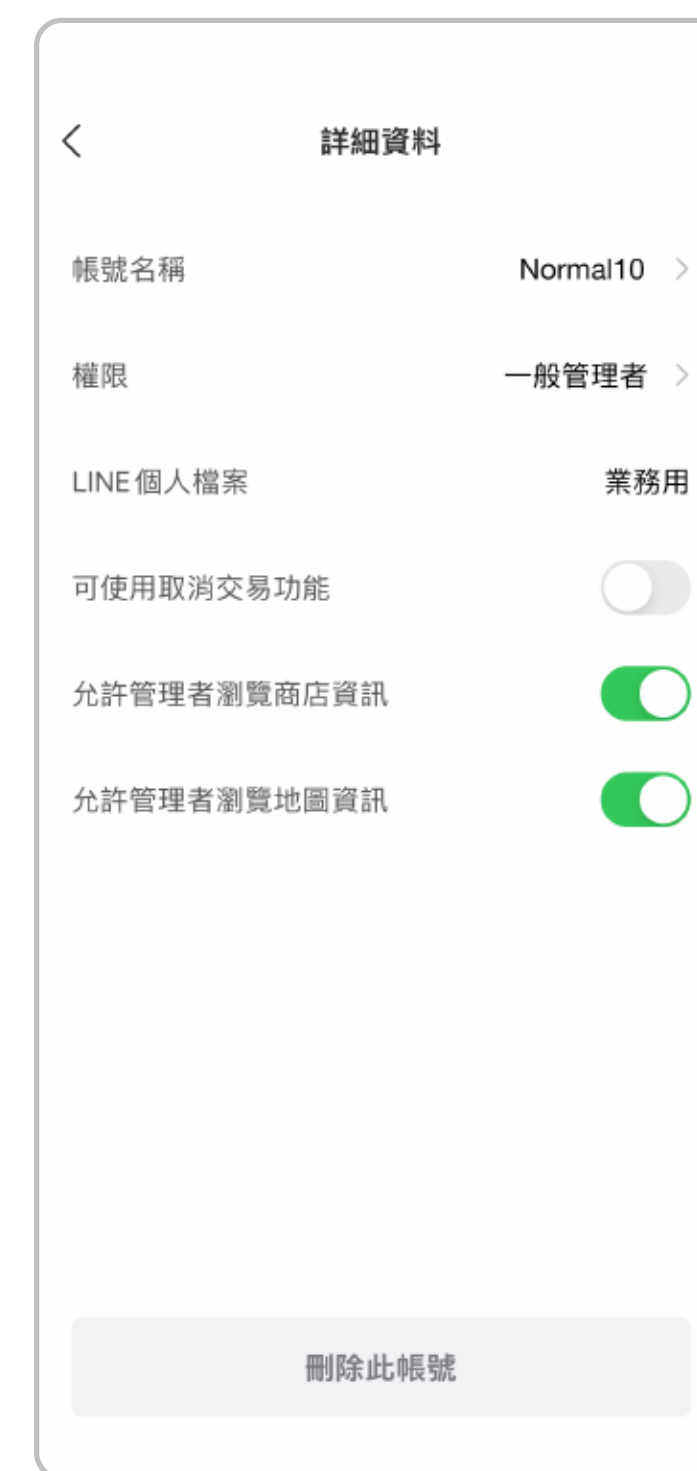 詳細資料
帳號名稱 Normal10
權限 一般管理者
LINE個人檔案 業務用
可使用取消交易功能
允許管理者瀏覽商店資訊
允許管理者瀏覽地圖資訊
刪除此帳號